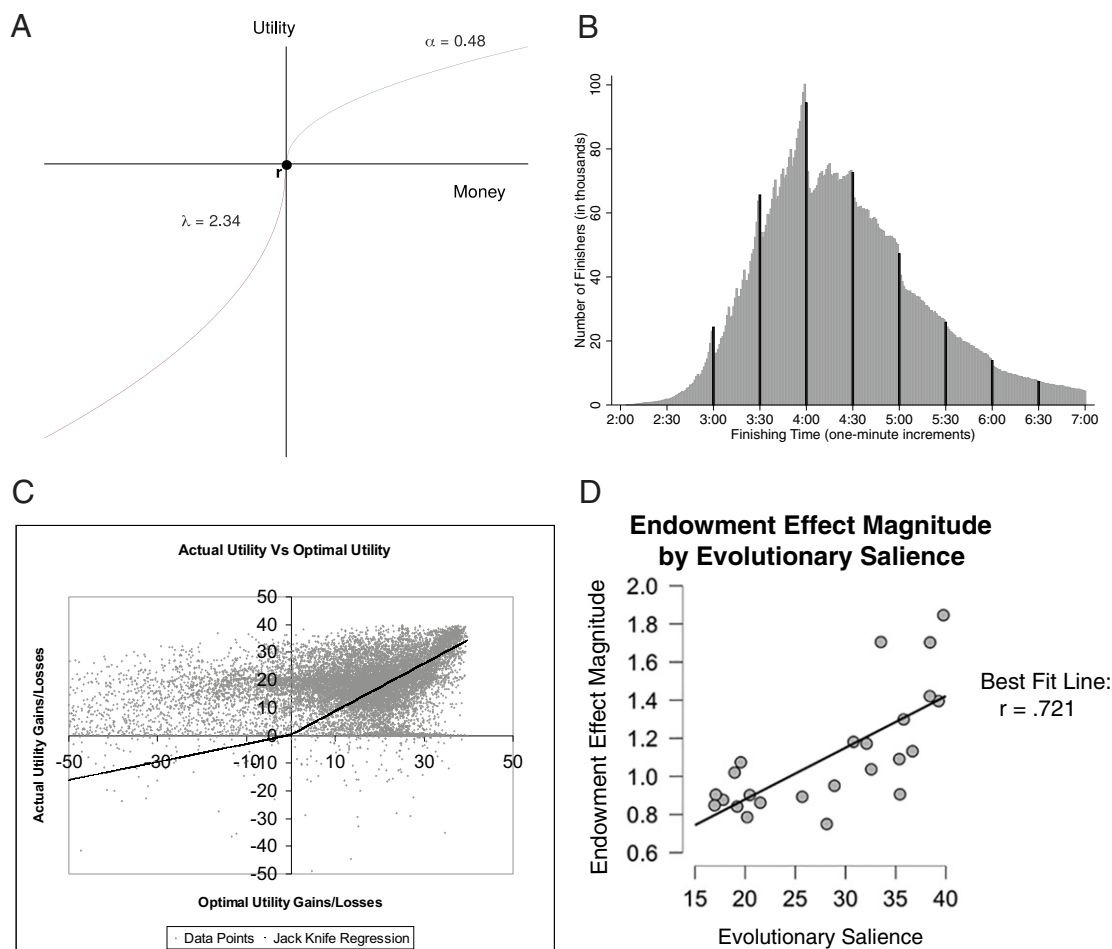 A
Utility
α = 0.48
r
Money
λ = 2.34
B
Number of Finishers (in thousands)
100
80
60
40
20
0
2:00 2:30 3:00 3:30 4:00 4:30 5:00 5:30 6:00 6:30 7:00
Finishing Time (one-minute increments)
C
Actual Utility Vs Optimal Utility
Actual Utility Gains/Losses
50
40
30
20
10
0
-10
-20
-30
-40
-50
-50 -30 -10 10 30 50
Optimal Utility Gains/Losses
Data Points Jack Knife Regression
D
Endowment Effect Magnitude
by Evolutionary Salience
Endowment Effect Magnitude
2.0
1.8
1.6
1.4
1.2
1.0
0.8
0.6
15 20 25 30 35 40
Evolutionary Salience
Best Fit Line:
r = .721